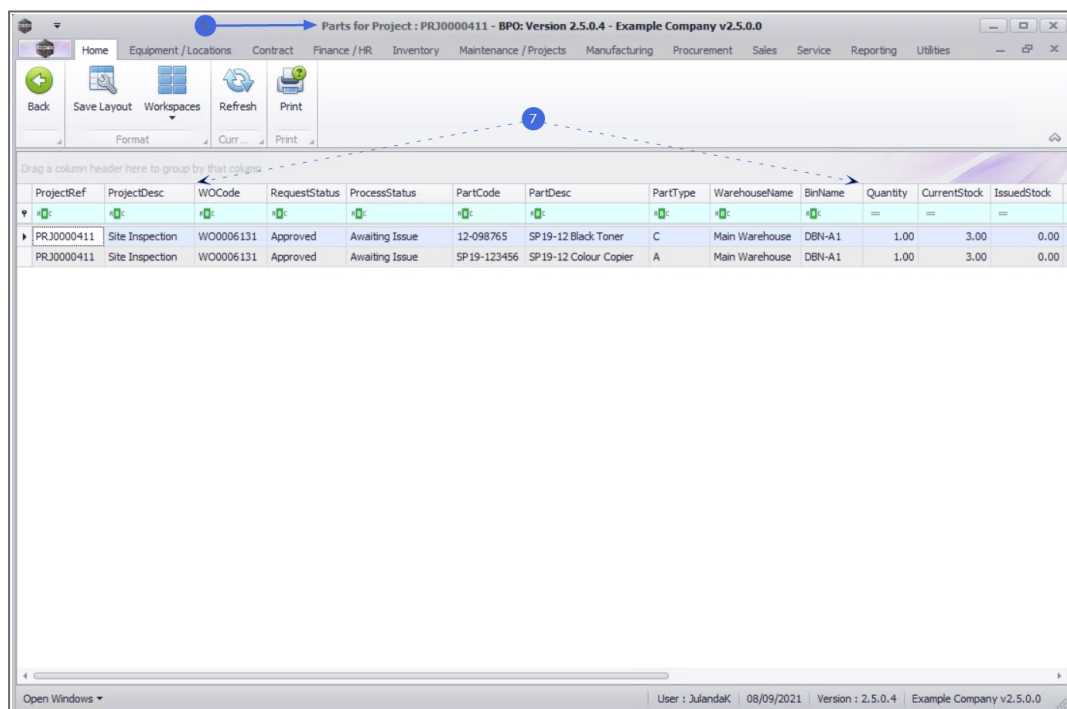 Parts for Project : PRJ0000411 - BPO: Version 2.5.0.4 - Example Company v2.5.0.0
Home Equipment / Locations Contract Finance / HR Inventory Maintenance / Projects Manufacturing Procurement Sales Service Reporting Utilities
Back Save Layout Workspaces Refresh Print
Format Curr... Print
7
Drag a column header here to group by that column
ProjectRef ProjectDesc WOCode RequestStatus ProcessStatus PartCode PartDesc PartType WarehouseName BinName Quantity CurrentStock IssuedStock
PRJ0000411 Site Inspection WO0006131 Approved Awaiting Issue 12-098765 SP19-12 Black Toner C Main Warehouse DBN-A1 1.00 3.00 0.00
PRJ0000411 Site Inspection WO0006131 Approved Awaiting Issue SP19-123456 SP19-12 Colour Copier A Main Warehouse DBN-A1 1.00 3.00 0.00
Open Windows User : JulandaK 08/09/2021 Version : 2.5.0.4 Example Company v2.5.0.0